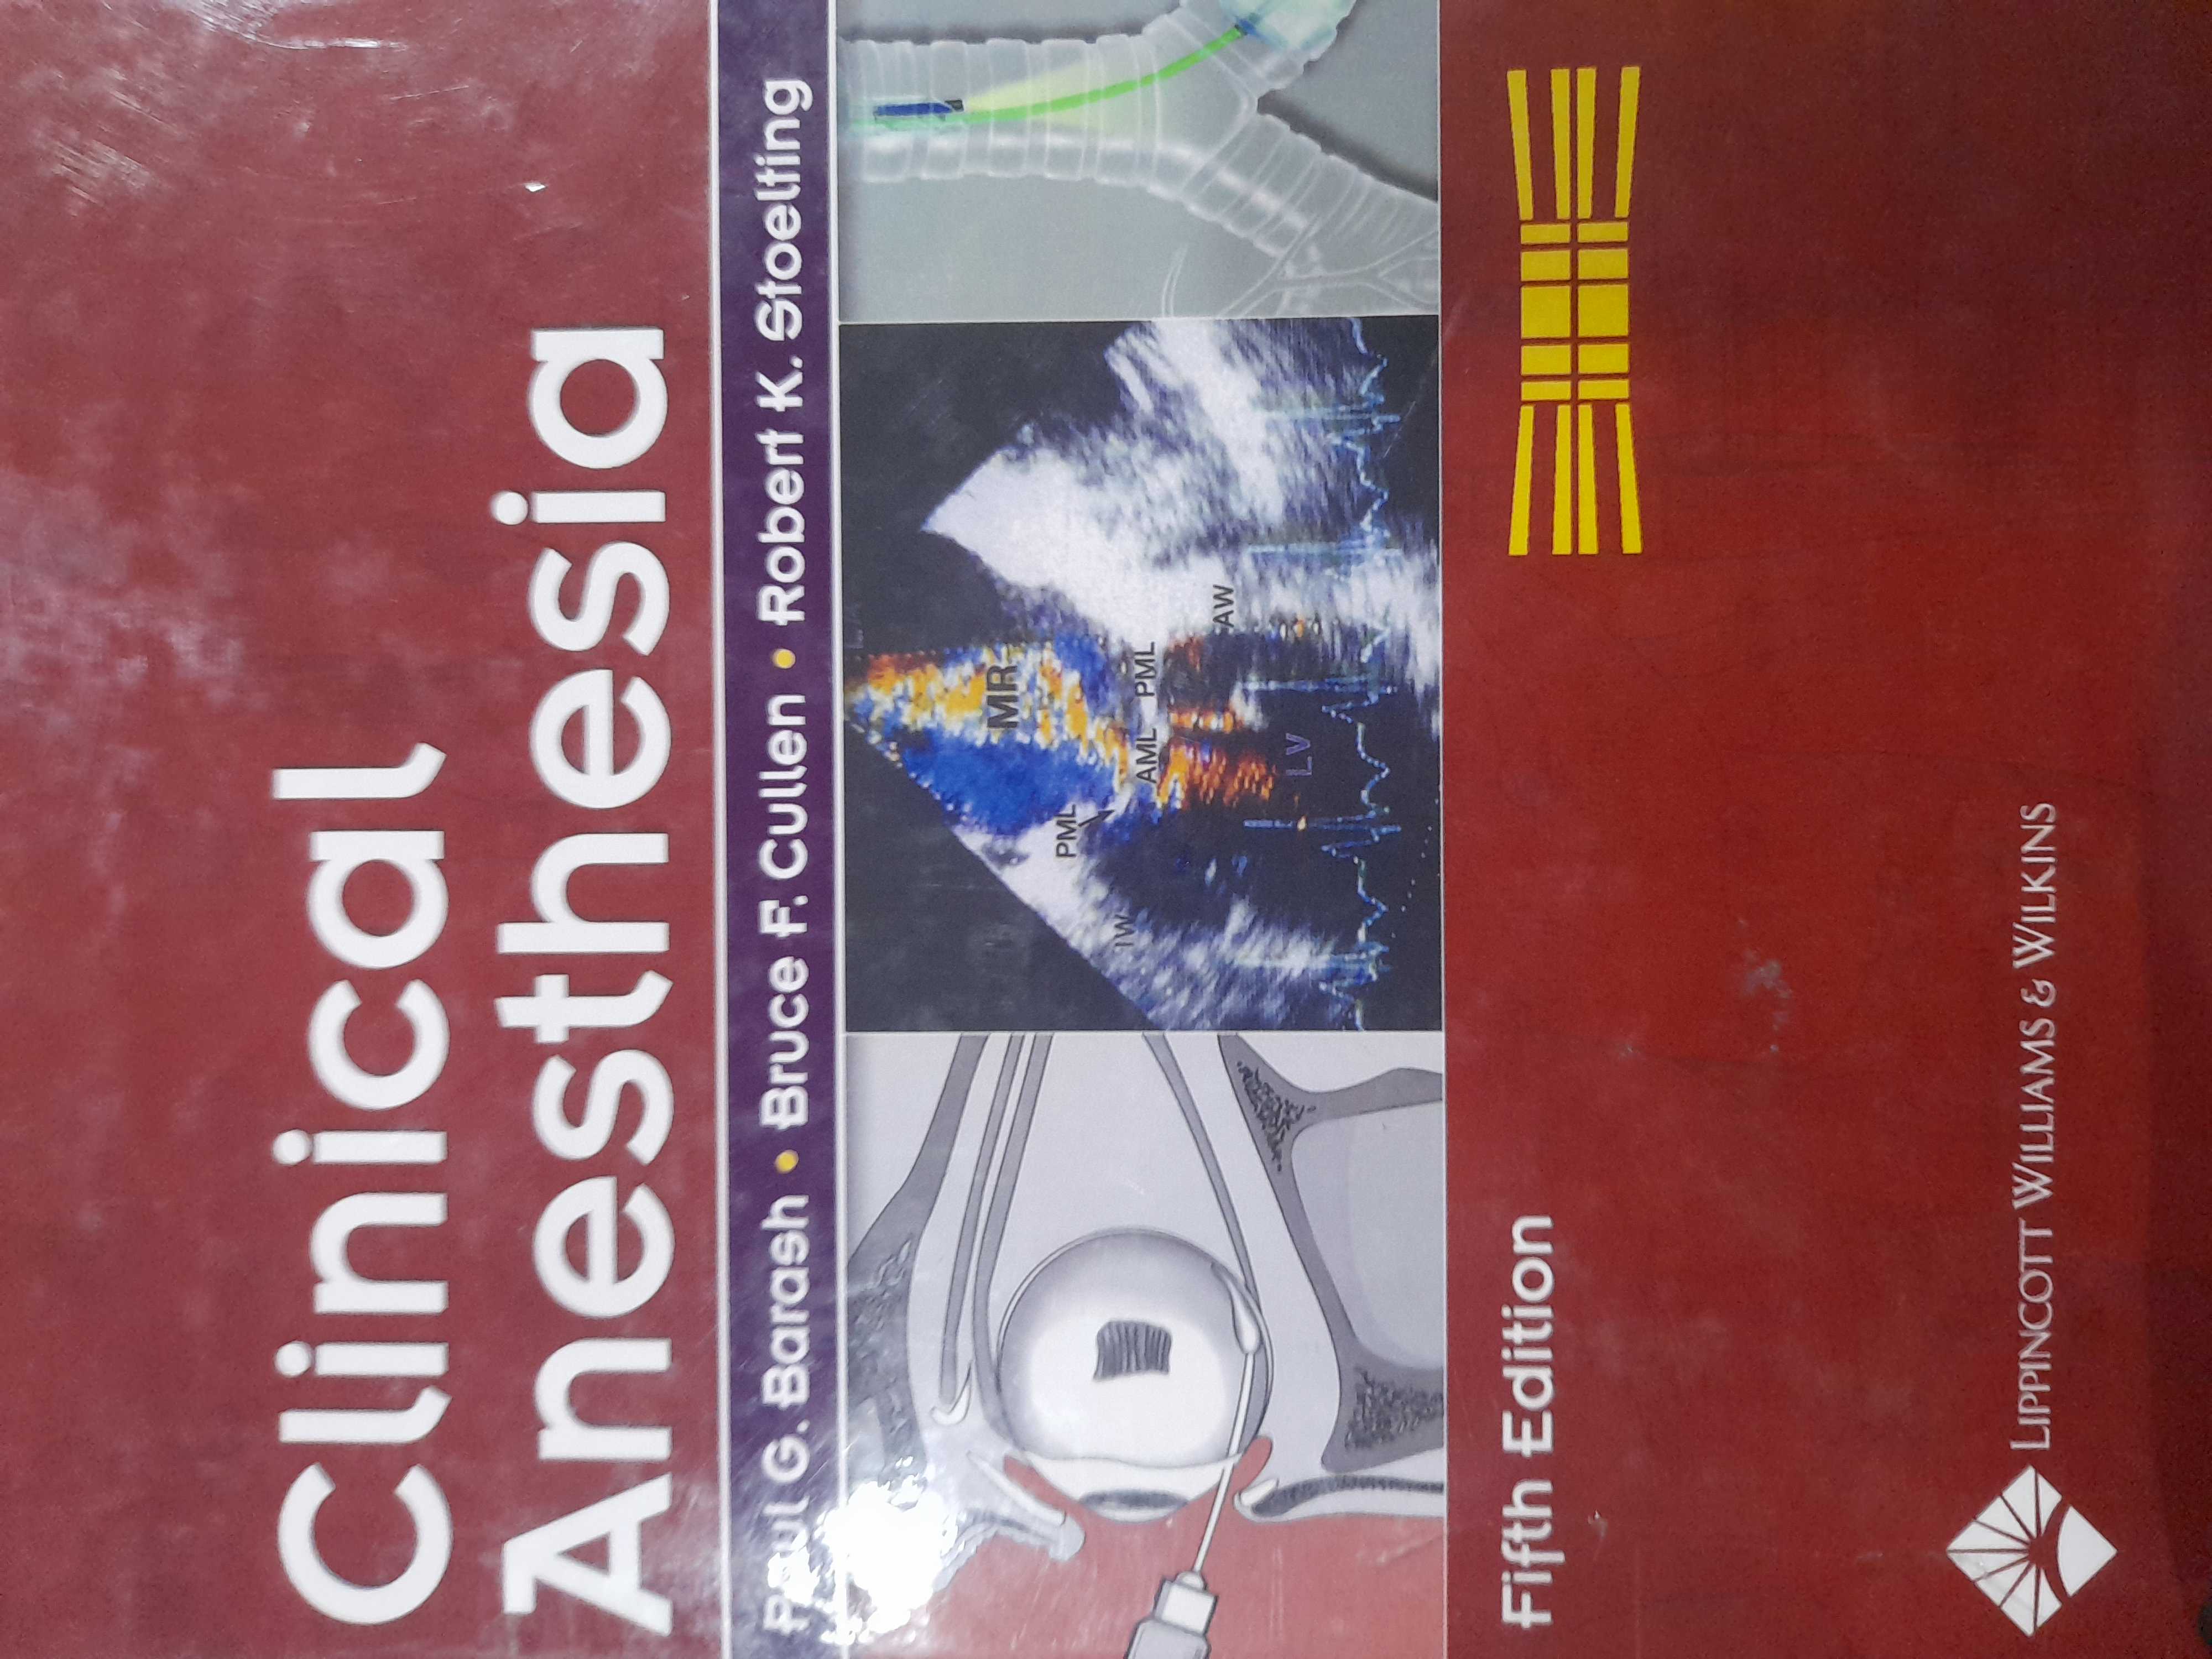 Clinical
Anesthesia
Paul G. Barash • Bruce F. Cullen • Robert K. Stoelting
MR
PML
AML PML
IW
AW
LV
Fifth Edition
LIPPINCOTT WILLIAMS & WILKINS